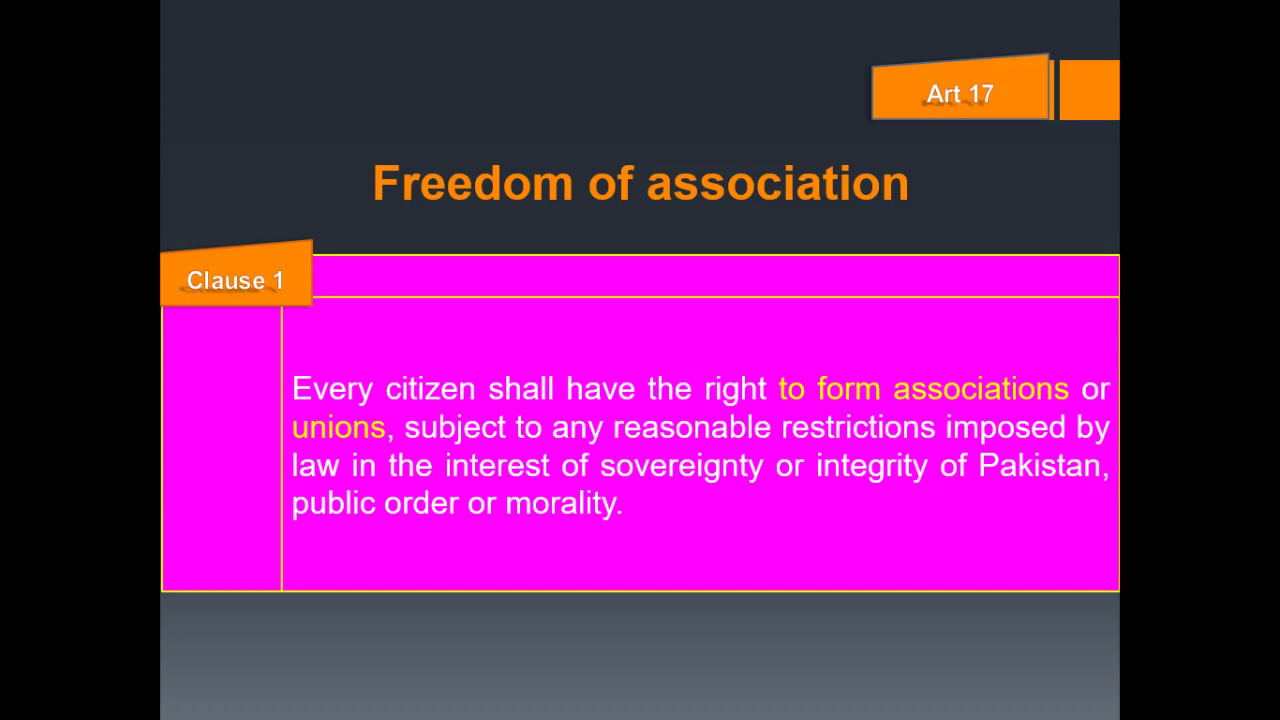 Art 17
Freedom of association
Clause 1
Every citizen shall have the right to form associations or
unions, subject to any reasonable restrictions imposed by
law in the interest of sovereignty or integrity of Pakistan,
public order or morality.